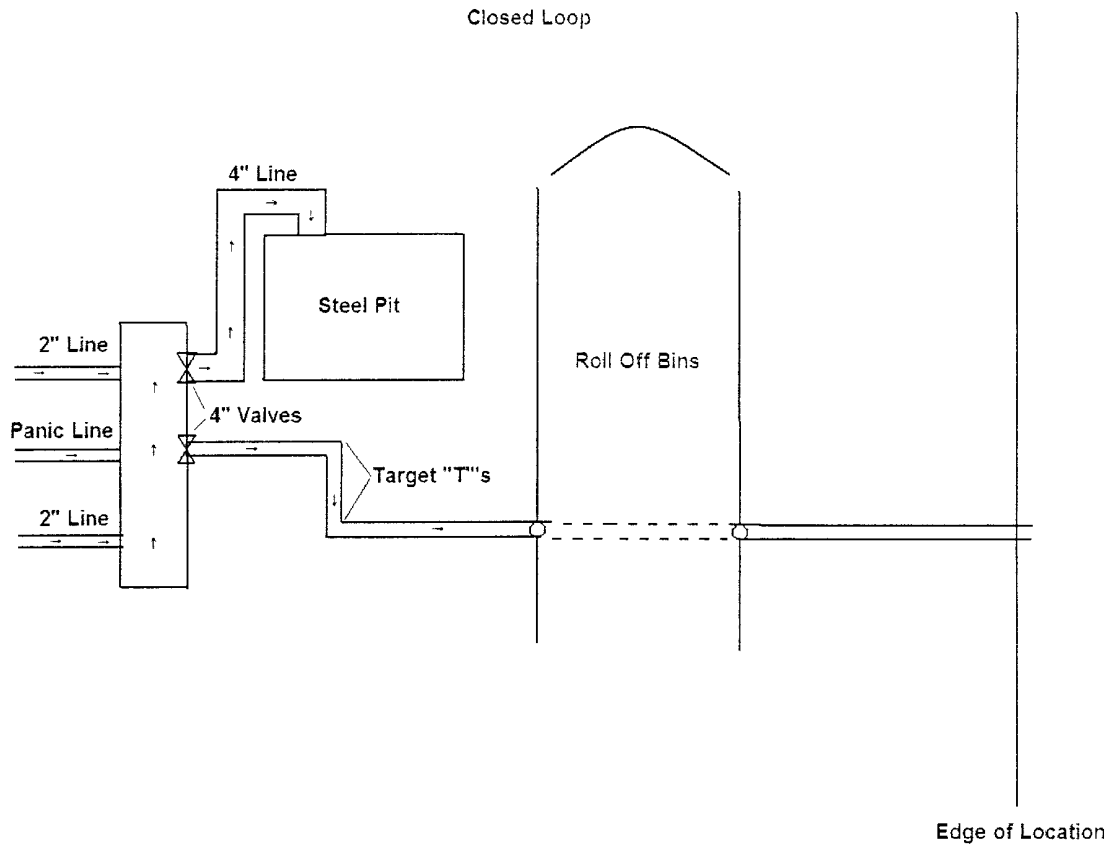 Closed Loop
4" Line
Steel Pit
2" Line
Roll Off Bins
4" Valves
Panic Line
Target "T"'s
2" Line
Edge of Location